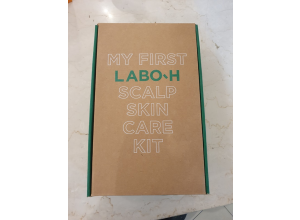 MY FIRST
LABO-H
SCALP
SKIN
CARE
KIT